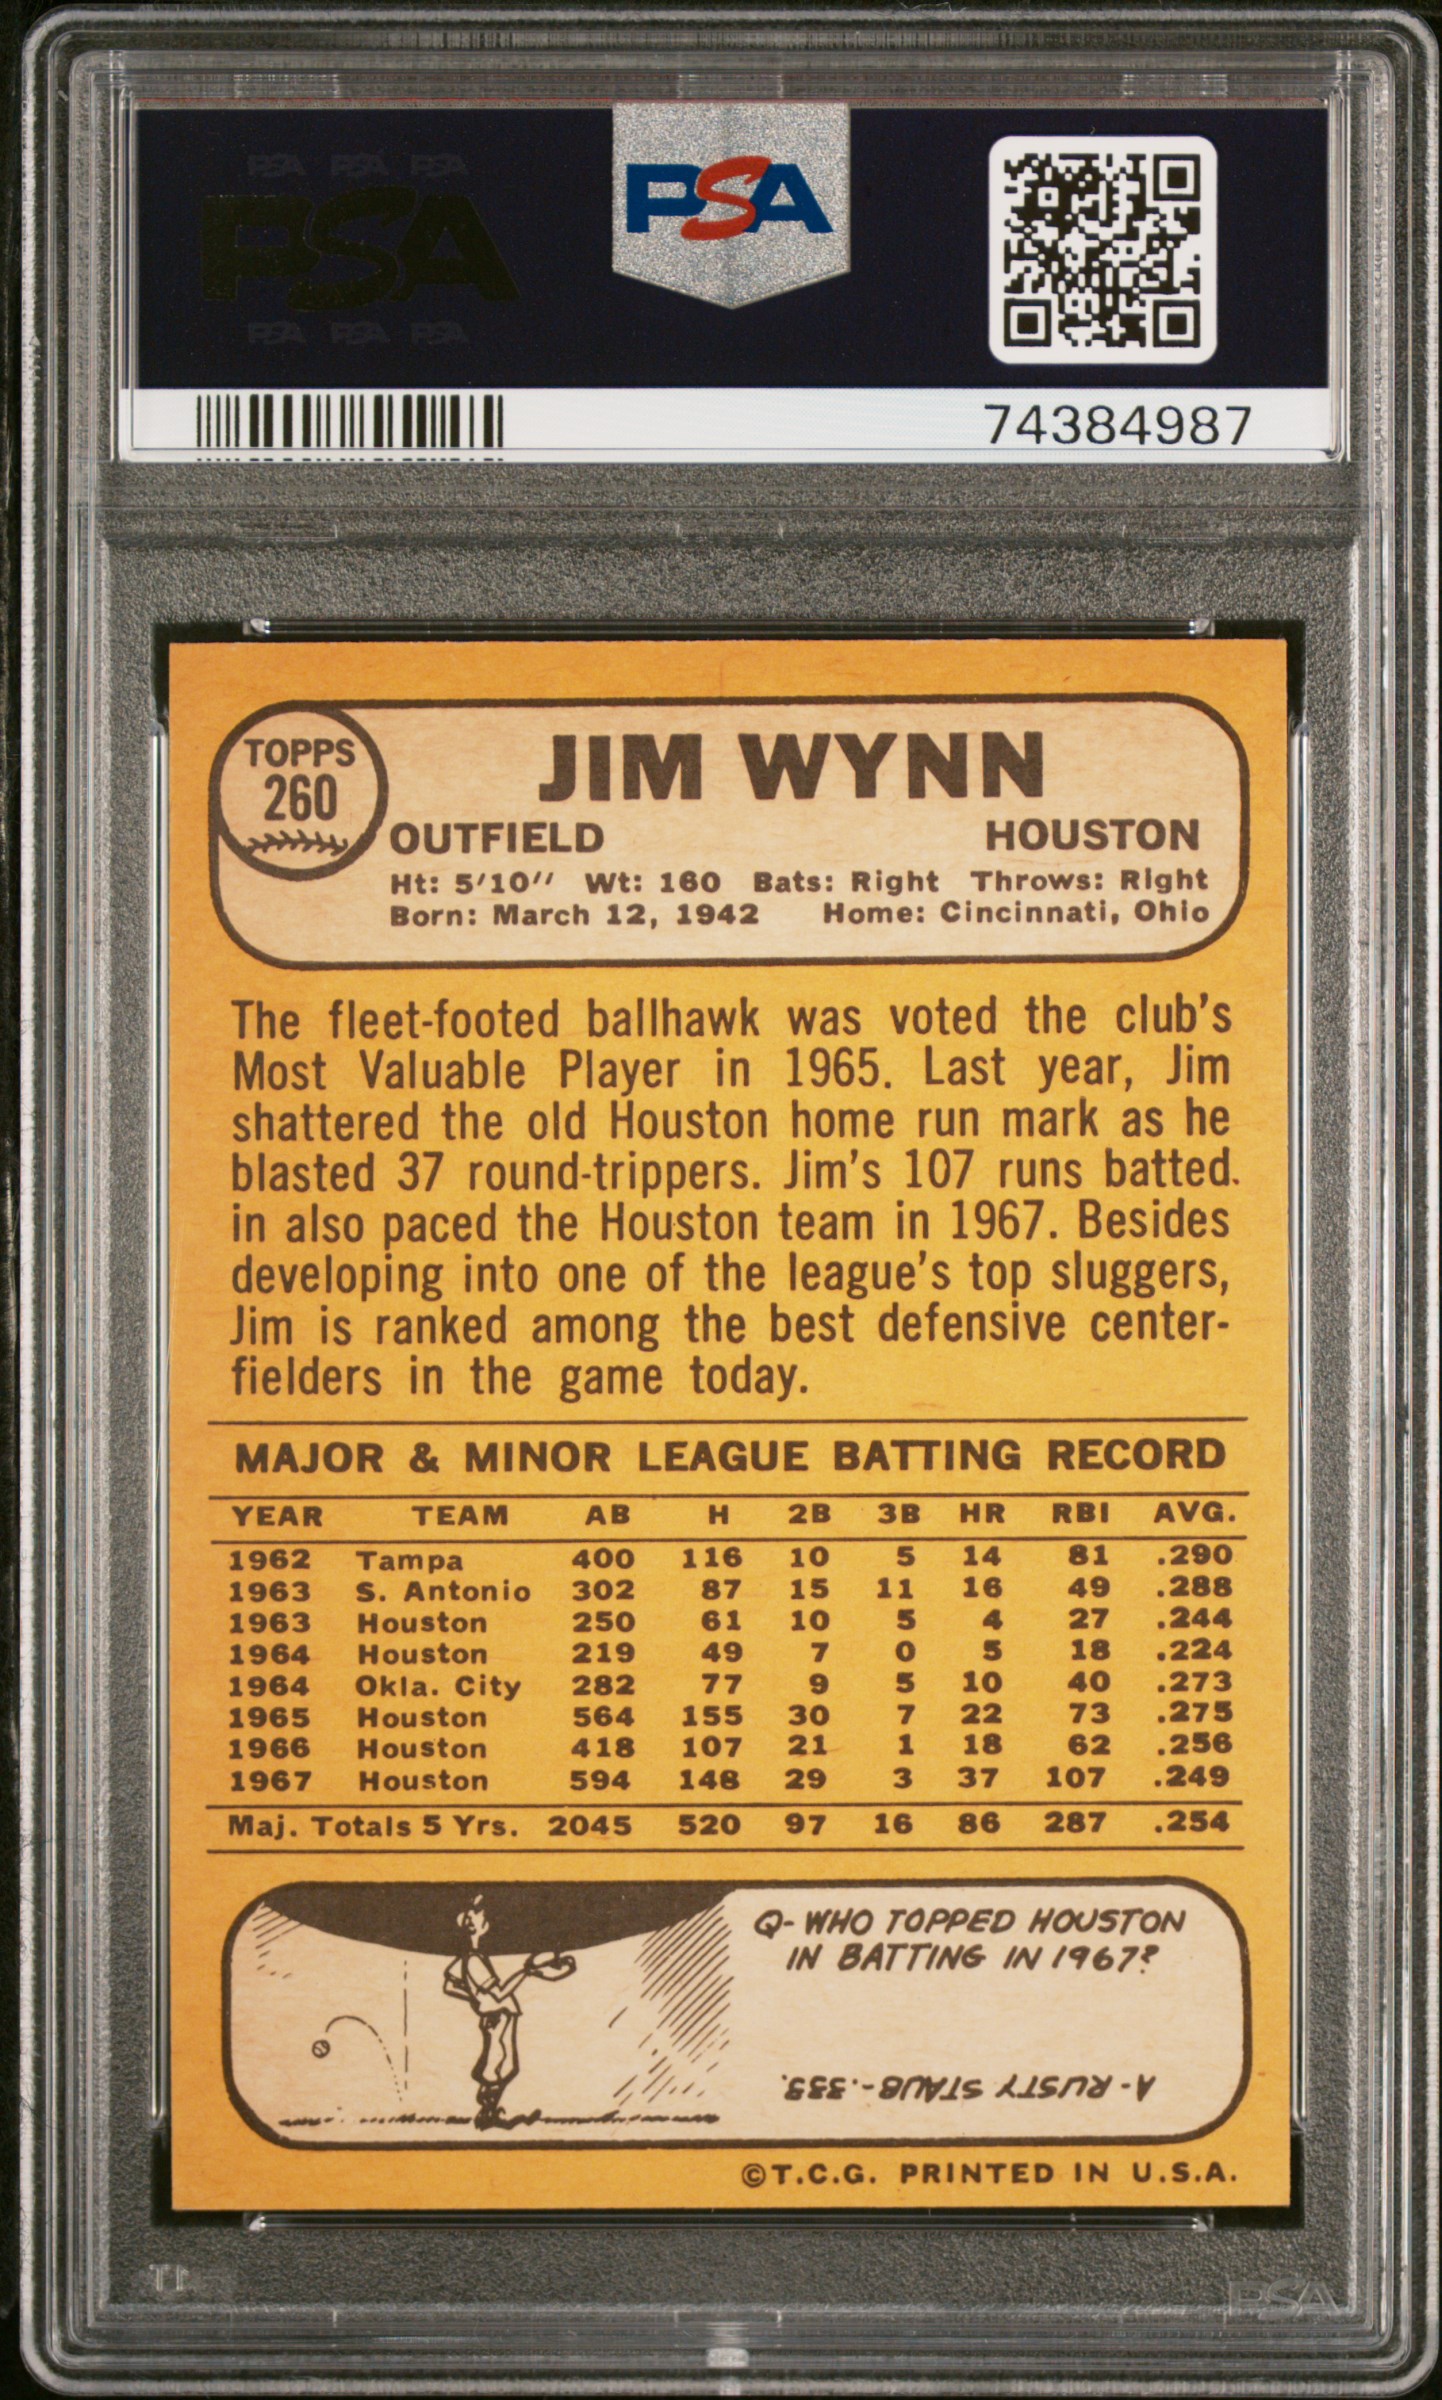 PSA PSA PSA
PSA
PSA PSA PSA
PSA
74384987
TOPPS
260
JIM WYNN
OUTFIELD HOUSTON
Ht: 5'10'' Wt: 160 Bats: Right Throws: Right
Born: March 12, 1942 Home: Cincinnati, Ohio
The fleet-footed ballhawk was voted the club's
Most Valuable Player in 1965. Last year, Jim
shattered the old Houston home run mark as he
blasted 37 round-trippers. Jim's 107 runs batted.
in also paced the Houston team in 1967. Besides
developing into one of the league's top sluggers,
Jim is ranked among the best defensive center-
fielders in the game today.
MAJOR & MINOR LEAGUE BATTING RECORD
YEAR TEAM AB H 2B 3B HR RBI AVG.
1962 Tampa 400 116 10 5 14 81 .290
1963 S. Antonio 302 87 15 11 16 49 .288
1963 Houston 250 61 10 5 4 27 .244
1964 Houston 219 49 7 0 5 18 .224
1964 Okla. City 282 77 9 5 10 40 .273
1965 Houston 564 155 30 7 22 73 .275
1966 Houston 418 107 21 1 18 62 .256
1967 Houston 594 148 29 3 37 107 .249
Maj. Totals 5 Yrs. 2045 520 97 16 86 287 .254
Q- WHO TOPPED HOUSTON
IN BATTING IN 1967?
A- RUSTY STAUB-.333.
©T.C.G. PRINTED IN U.S.A.
PSA